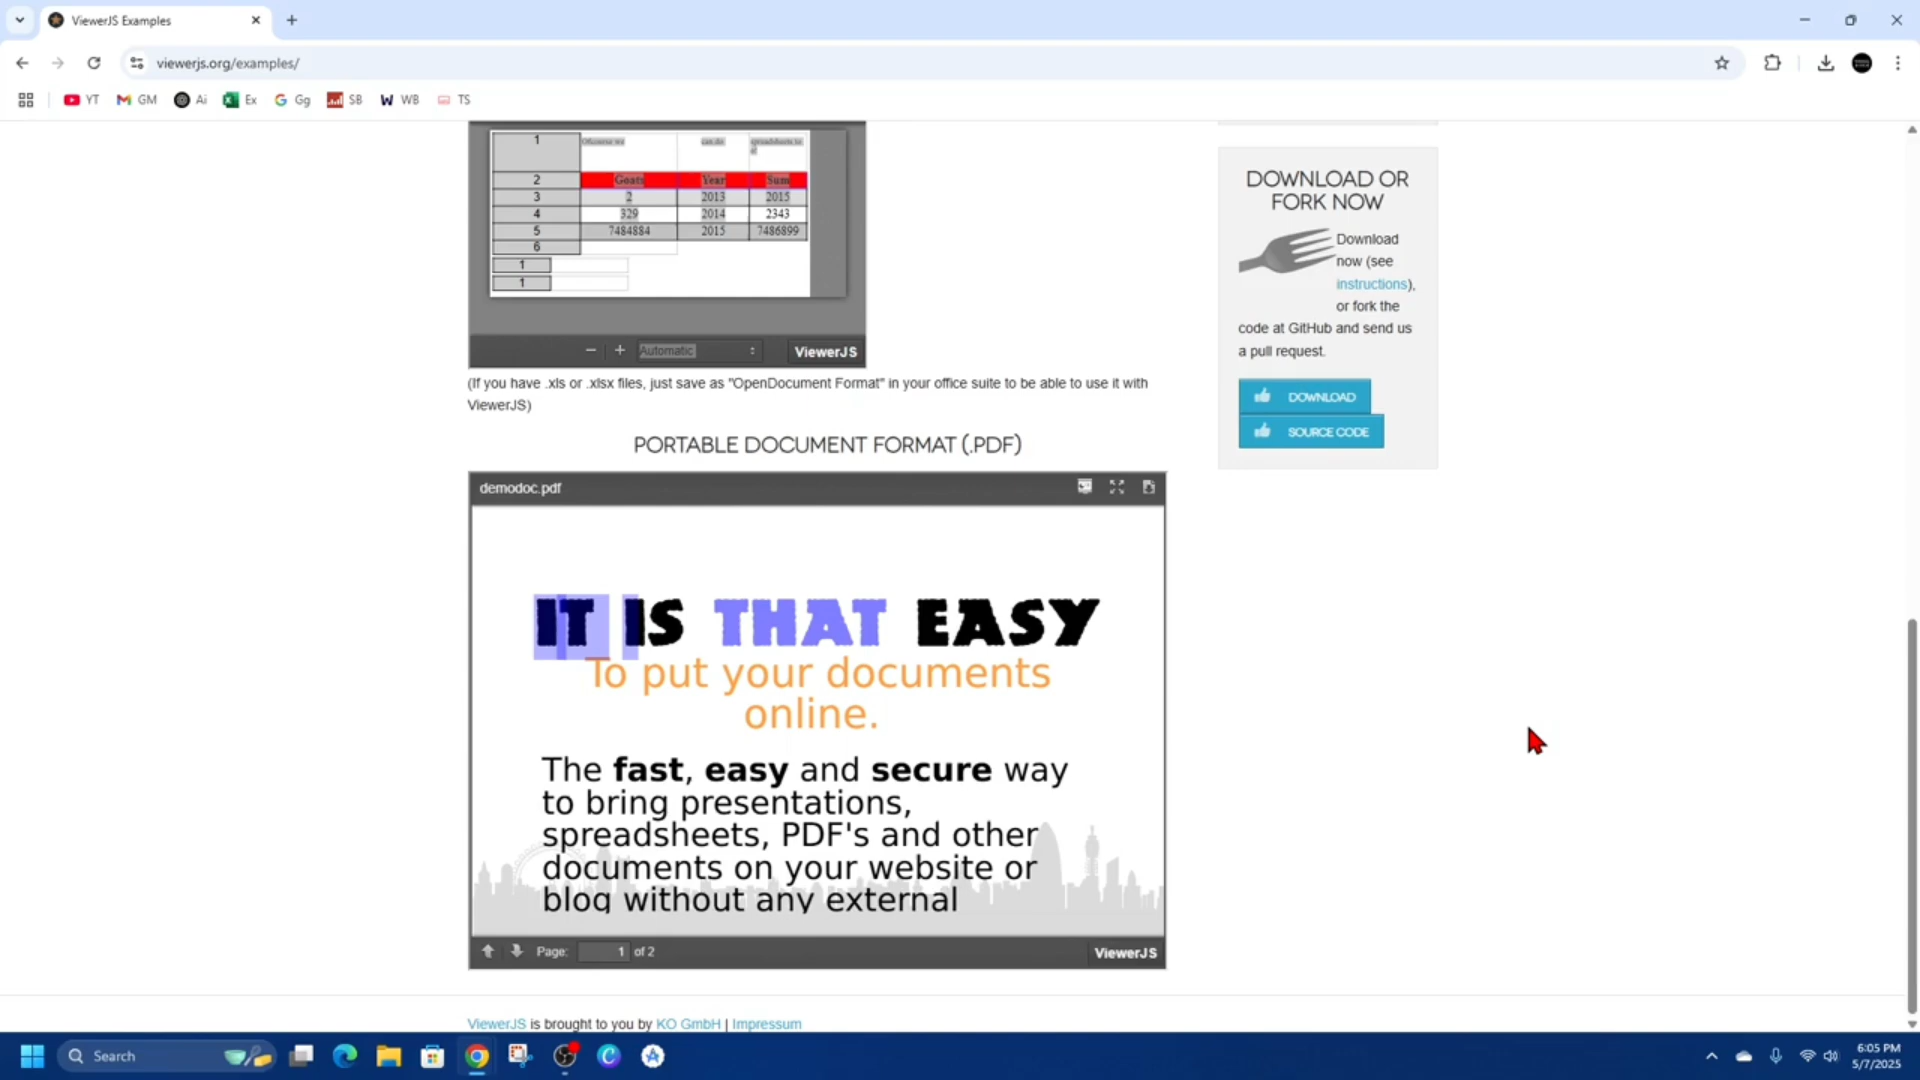 ViewerJS Examples
viewerjs.org/examples/
YT GM Ai Ex Gg SB WB TS
1 Ofcourse we can do spreadsheets to o!
2 Goats Year Sum
3 2 2013 2015
4 329 2014 2343
5 7484884 2015 7486899
6
1
1
Automatic ViewerJS
(If you have .xls or .xlsx files, just save as "OpenDocument Format" in your office suite to be able to use it with
ViewerJS)
PORTABLE DOCUMENT FORMAT (.PDF)
demodoc.pdf
IT IS THAT EASY
To put your documents
online.
The fast, easy and secure way
to bring presentations,
spreadsheets, PDF's and other
documents on your website or
blog without any external
Page: 1 of 2 ViewerJS
ViewerJS is brought to you by KO GmbH | Impressum
DOWNLOAD OR
FORK NOW
Download
now (see
instructions),
or fork the
code at GitHub and send us
a pull request.
DOWNLOAD
SOURCE CODE
Search
6:05 PM
5/7/2025